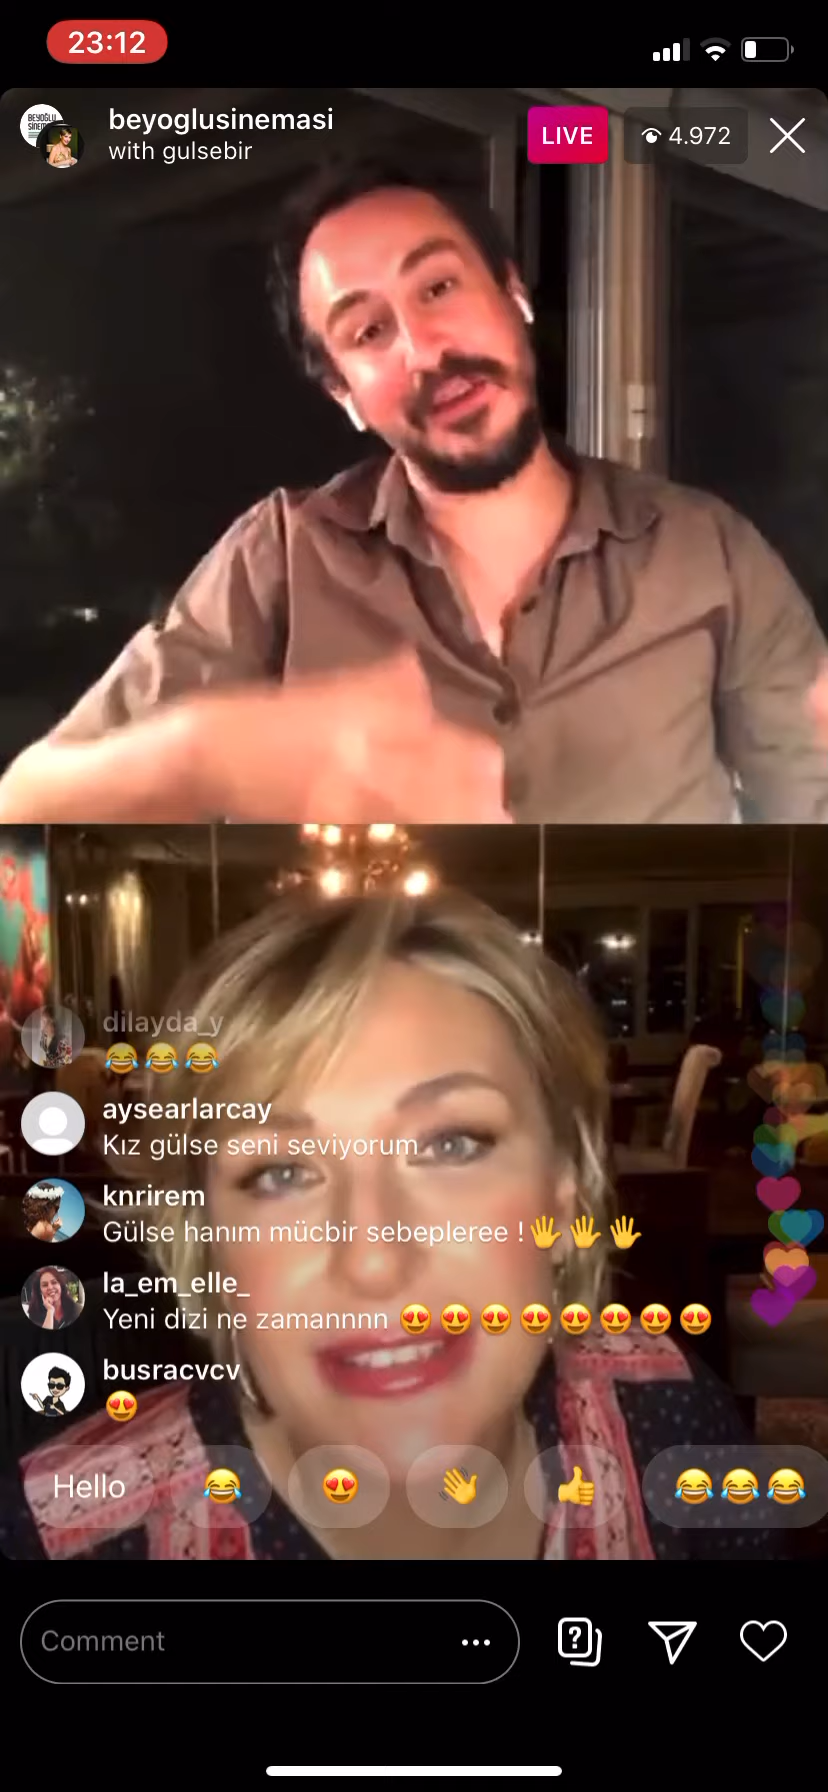 23:12
BEYOĞLU
beyoglusinemasi
with gulsebir
LIVE
4.972
dilayda_y
😂😂😂
aysearlarcay
Kız gülse seni seviyorum
knrirem
Gülse hanım mücbir sebepleree !🖐🖐🖐
la_em_elle_
Yeni dizi ne zamannnn 😍😍😍😍😍😍😍😍
busracvcv
😍
Hello 😂 😍 👋 👍 😂😂😂
Comment